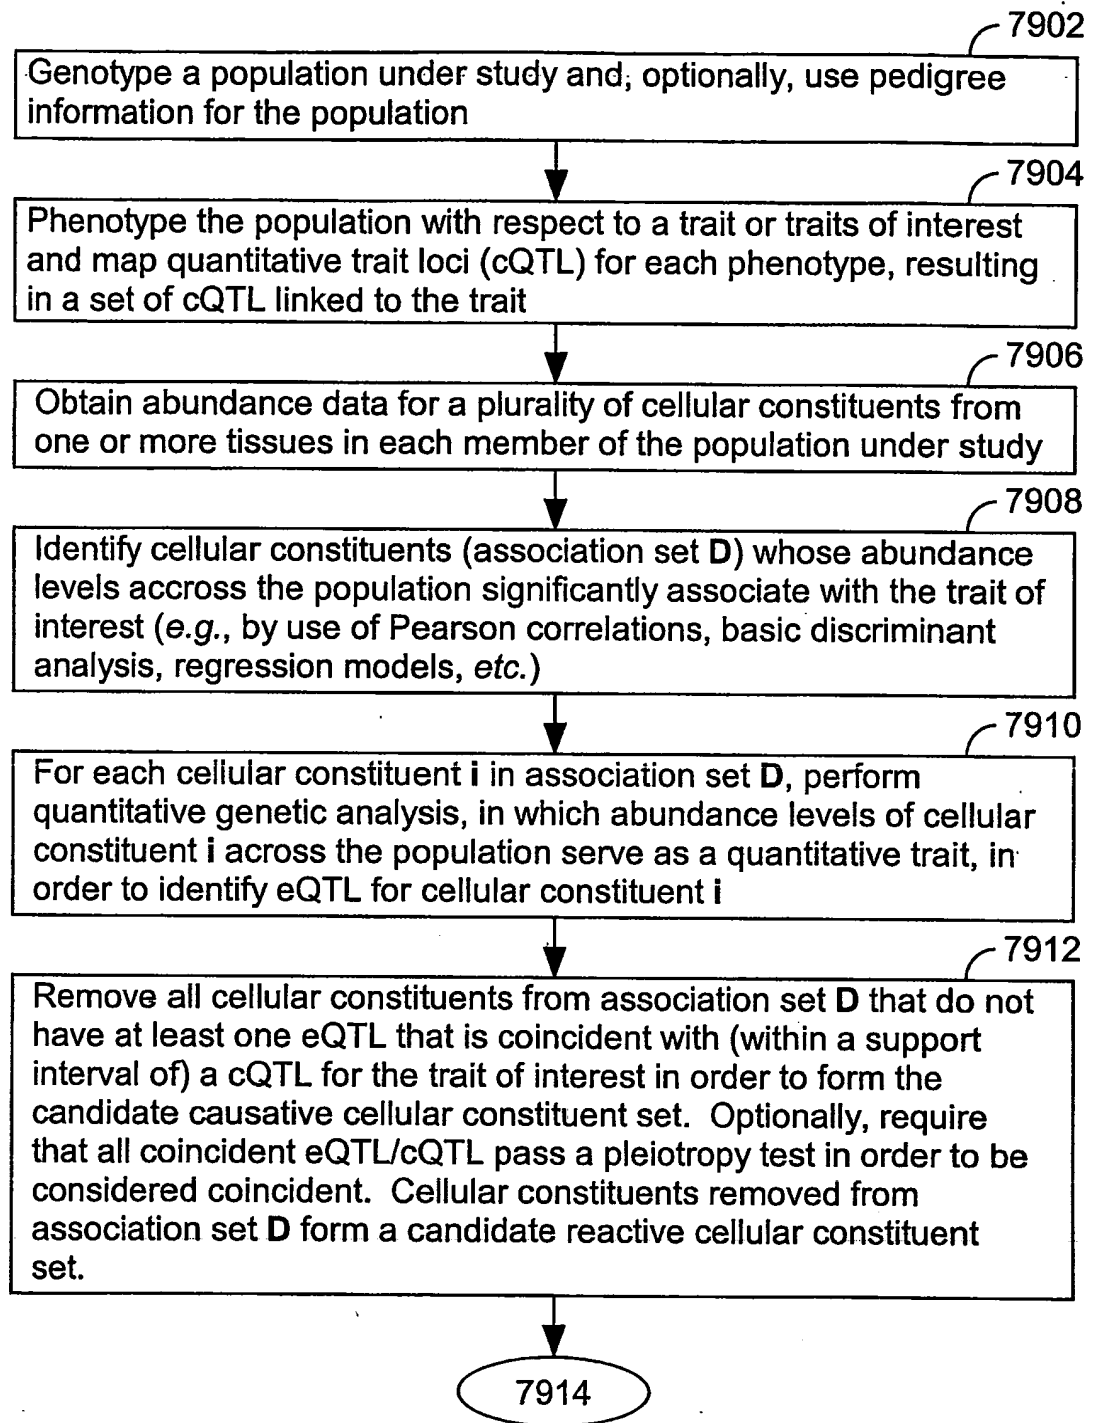 7902
Genotype a population under study and, optionally, use pedigree
information for the population
7904
Phenotype the population with respect to a trait or traits of interest
and map quantitative trait loci (cQTL) for each phenotype, resulting
in a set of cQTL linked to the trait
7906
Obtain abundance data for a plurality of cellular constituents from
one or more tissues in each member of the population under study
7908
Identify cellular constituents (association set D) whose abundance
levels accross the population significantly associate with the trait of
interest (e.g., by use of Pearson correlations, basic discriminant
analysis, regression models, etc.)
7910
For each cellular constituent i in association set D, perform
quantitative genetic analysis, in which abundance levels of cellular
constituent i across the population serve as a quantitative trait, in
order to identify eQTL for cellular constituent i
7912
Remove all cellular constituents from association set D that do not
have at least one eQTL that is coincident with (within a support
interval of) a cQTL for the trait of interest in order to form the
candidate causative cellular constituent set.  Optionally, require
that all coincident eQTL/cQTL pass a pleiotropy test in order to be
considered coincident.  Cellular constituents removed from
association set D form a candidate reactive cellular constituent
set.
7914